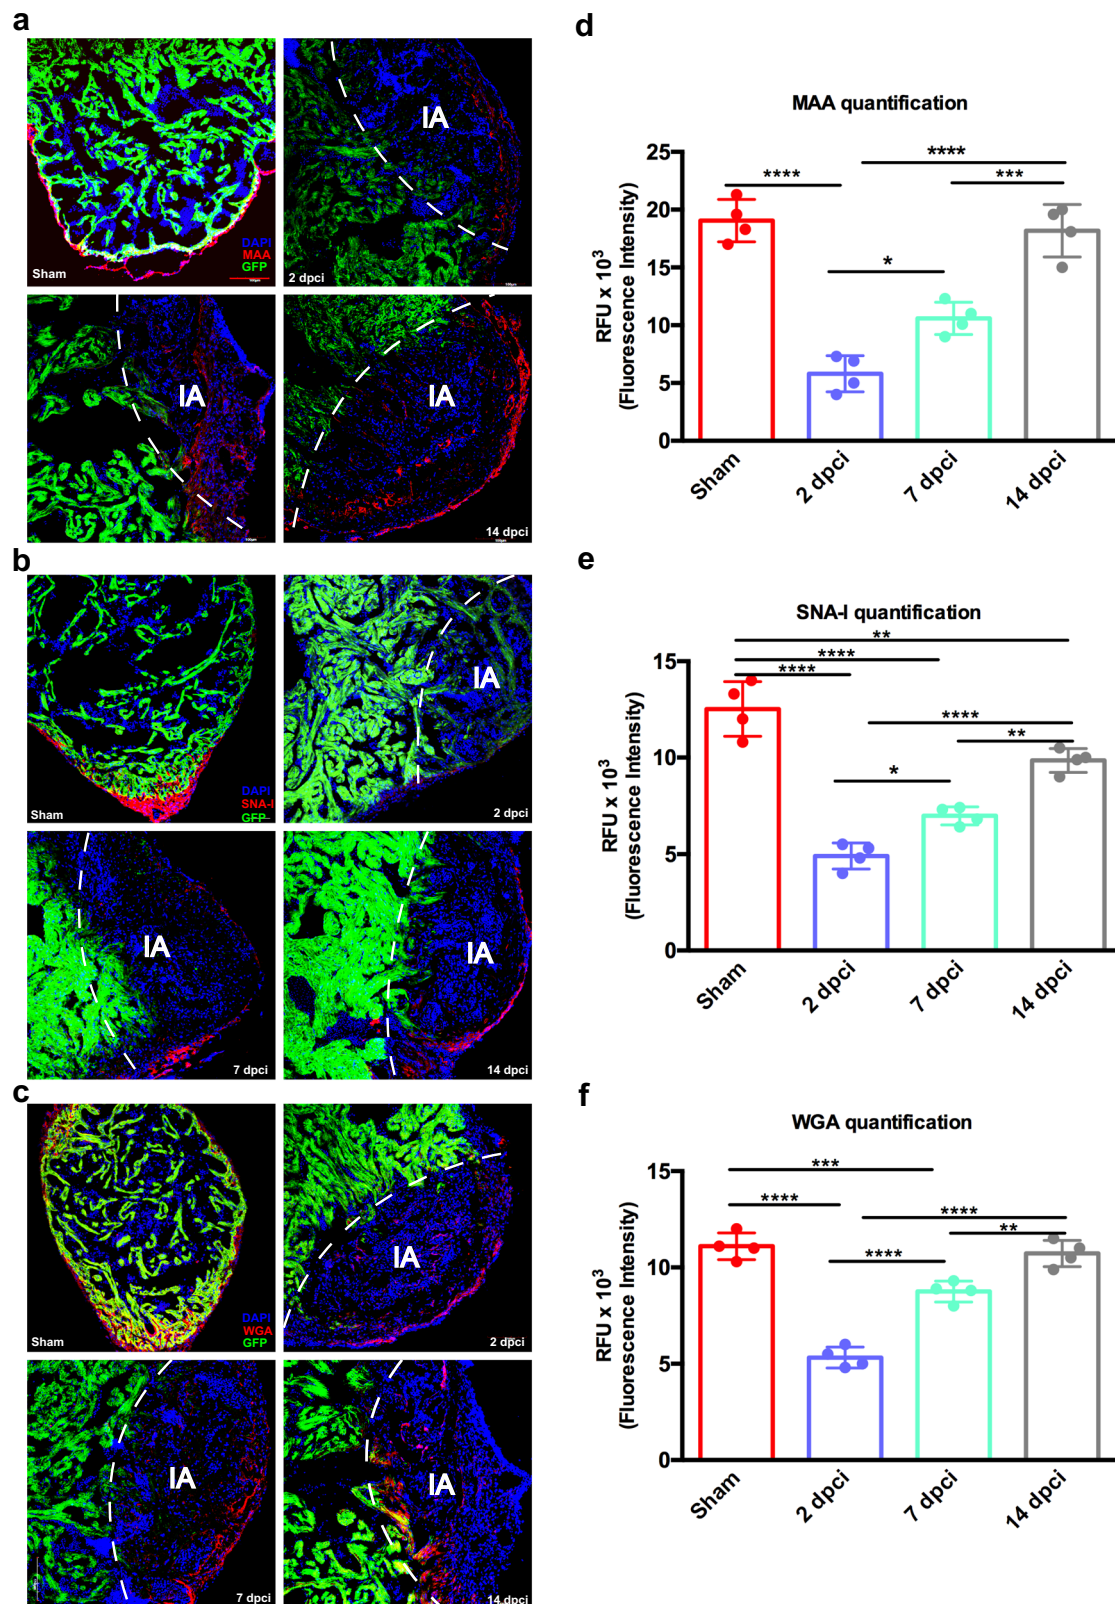 a
DAPI
MAA
GFP
Sham
IA
2 dpci
IA
IA
14 dpci
b
DAPI
SNA-I
GFP
Sham
IA
2 dpci
IA
7 dpci
IA
14 dpci
c
DAPI
WGA
GFP
Sham
IA
2 dpci
IA
7 dpci
IA
14 dpci
d
MAA quantification
RFU x 10³
(Fluorescence Intensity)
25
20
15
10
5
0
****
****
***
*
Sham
2 dpci
7 dpci
14 dpci
e
SNA-I quantification
RFU x 10³
(Fluorescence Intensity)
15
10
5
0
**
****
****
****
**
*
Sham
2 dpci
7 dpci
14 dpci
f
WGA quantification
RFU x 10³
(Fluorescence Intensity)
15
10
5
0
***
****
****
**
****
Sham
2 dpci
7 dpci
14 dpci